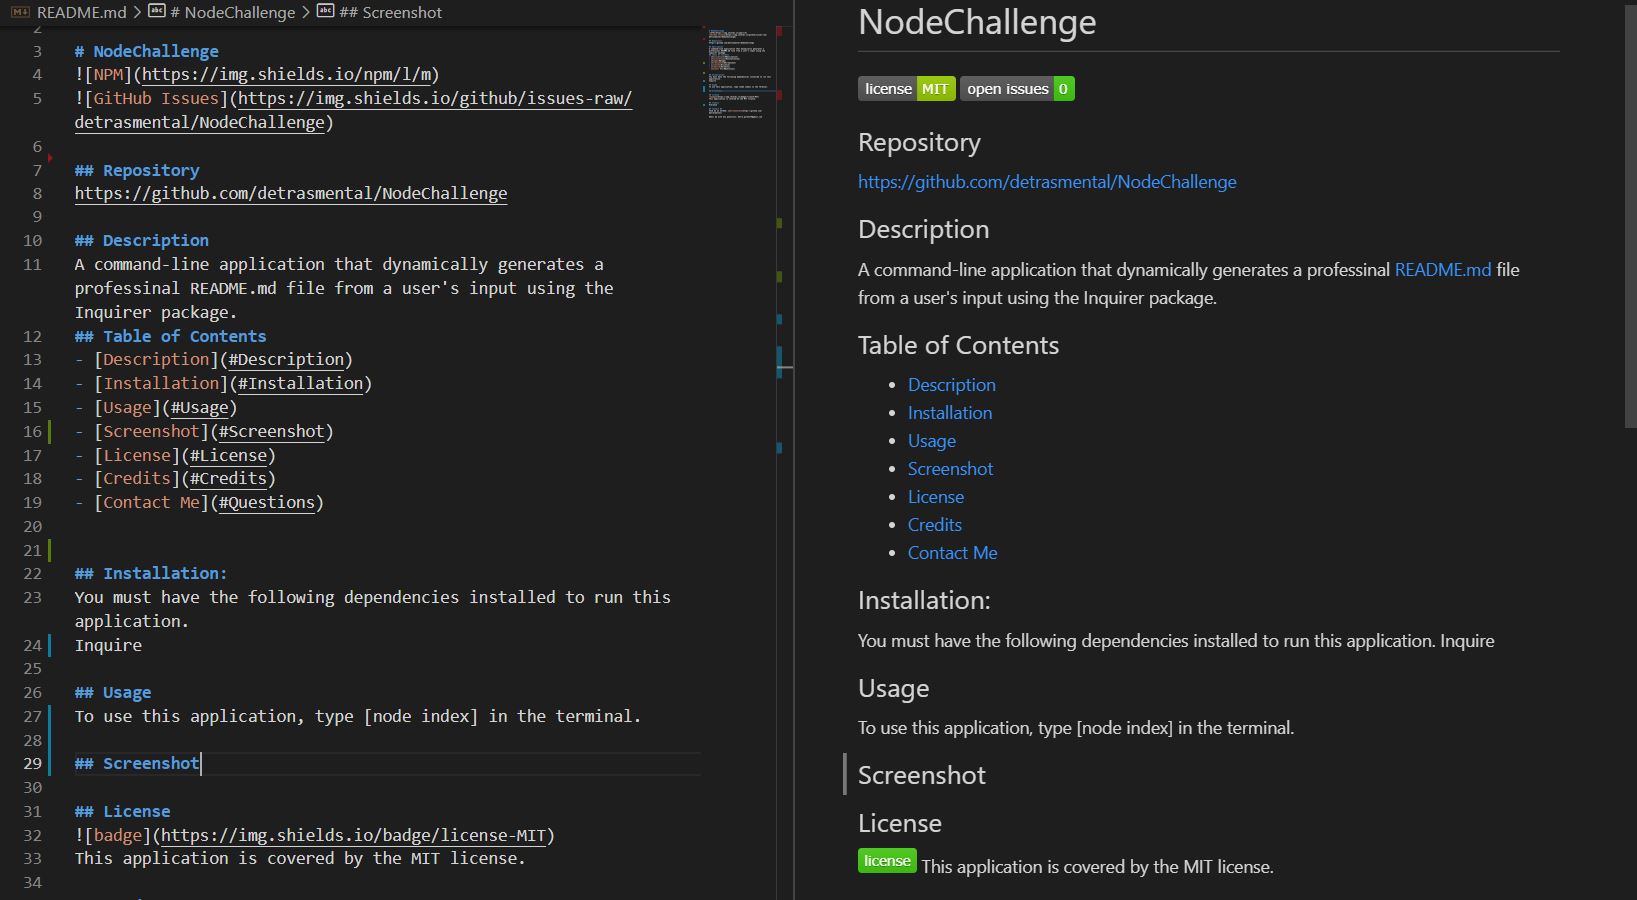 README.md > # NodeChallenge > ## Screenshot
2
3 # NodeChallenge
4 ![NPM](https://img.shields.io/npm/l/m)
5 ![GitHub Issues](https://img.shields.io/github/issues-raw/
detrasmental/NodeChallenge)
6
7 ## Repository
8 https://github.com/detrasmental/NodeChallenge
9
10 ## Description
11 A command-line application that dynamically generates a
professinal README.md file from a user's input using the
Inquirer package.
12 ## Table of Contents
13 - [Description](#Description)
14 - [Installation](#Installation)
15 - [Usage](#Usage)
16 - [Screenshot](#Screenshot)
17 - [License](#License)
18 - [Credits](#Credits)
19 - [Contact Me](#Questions)
20
21
22 ## Installation:
23 You must have the following dependencies installed to run this
application.
24 Inquire
25
26 ## Usage
27 To use this application, type [node index] in the terminal.
28
29 ## Screenshot
30
31 ## License
32 ![badge](https://img.shields.io/badge/license-MIT)
33 This application is covered by the MIT license.
34
NodeChallenge
license MIT open issues 0
Repository
https://github.com/detrasmental/NodeChallenge
Description
A command-line application that dynamically generates a professinal README.md file
from a user's input using the Inquirer package.
Table of Contents
• Description
• Installation
• Usage
• Screenshot
• License
• Credits
• Contact Me
Installation:
You must have the following dependencies installed to run this application. Inquire
Usage
To use this application, type [node index] in the terminal.
Screenshot
License
license This application is covered by the MIT license.